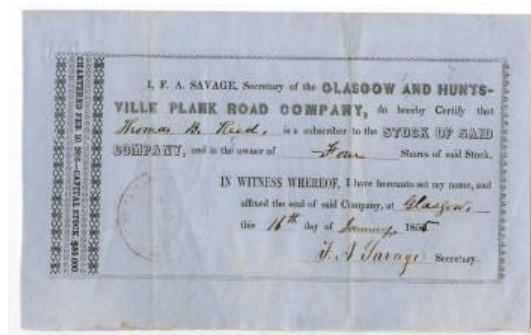 I, F. A. SAVAGE, Secretary of the GLASGOW AND HUNTS-
VILLE PLANK ROAD COMPANY, do hereby Certify that
Thomas B. Reed, is a subscriber to the STOCK OF SAID
COMPANY, and is the owner of Four Shares of said Stock.
IN WITNESS WHEREOF, I have hereunto set my name, and
affixed the seal of said Company, at Glasgow,
this 16th day of January, 1855
F. A Savage Secretary.
CHARTERED FEB CAPITAL STOCK